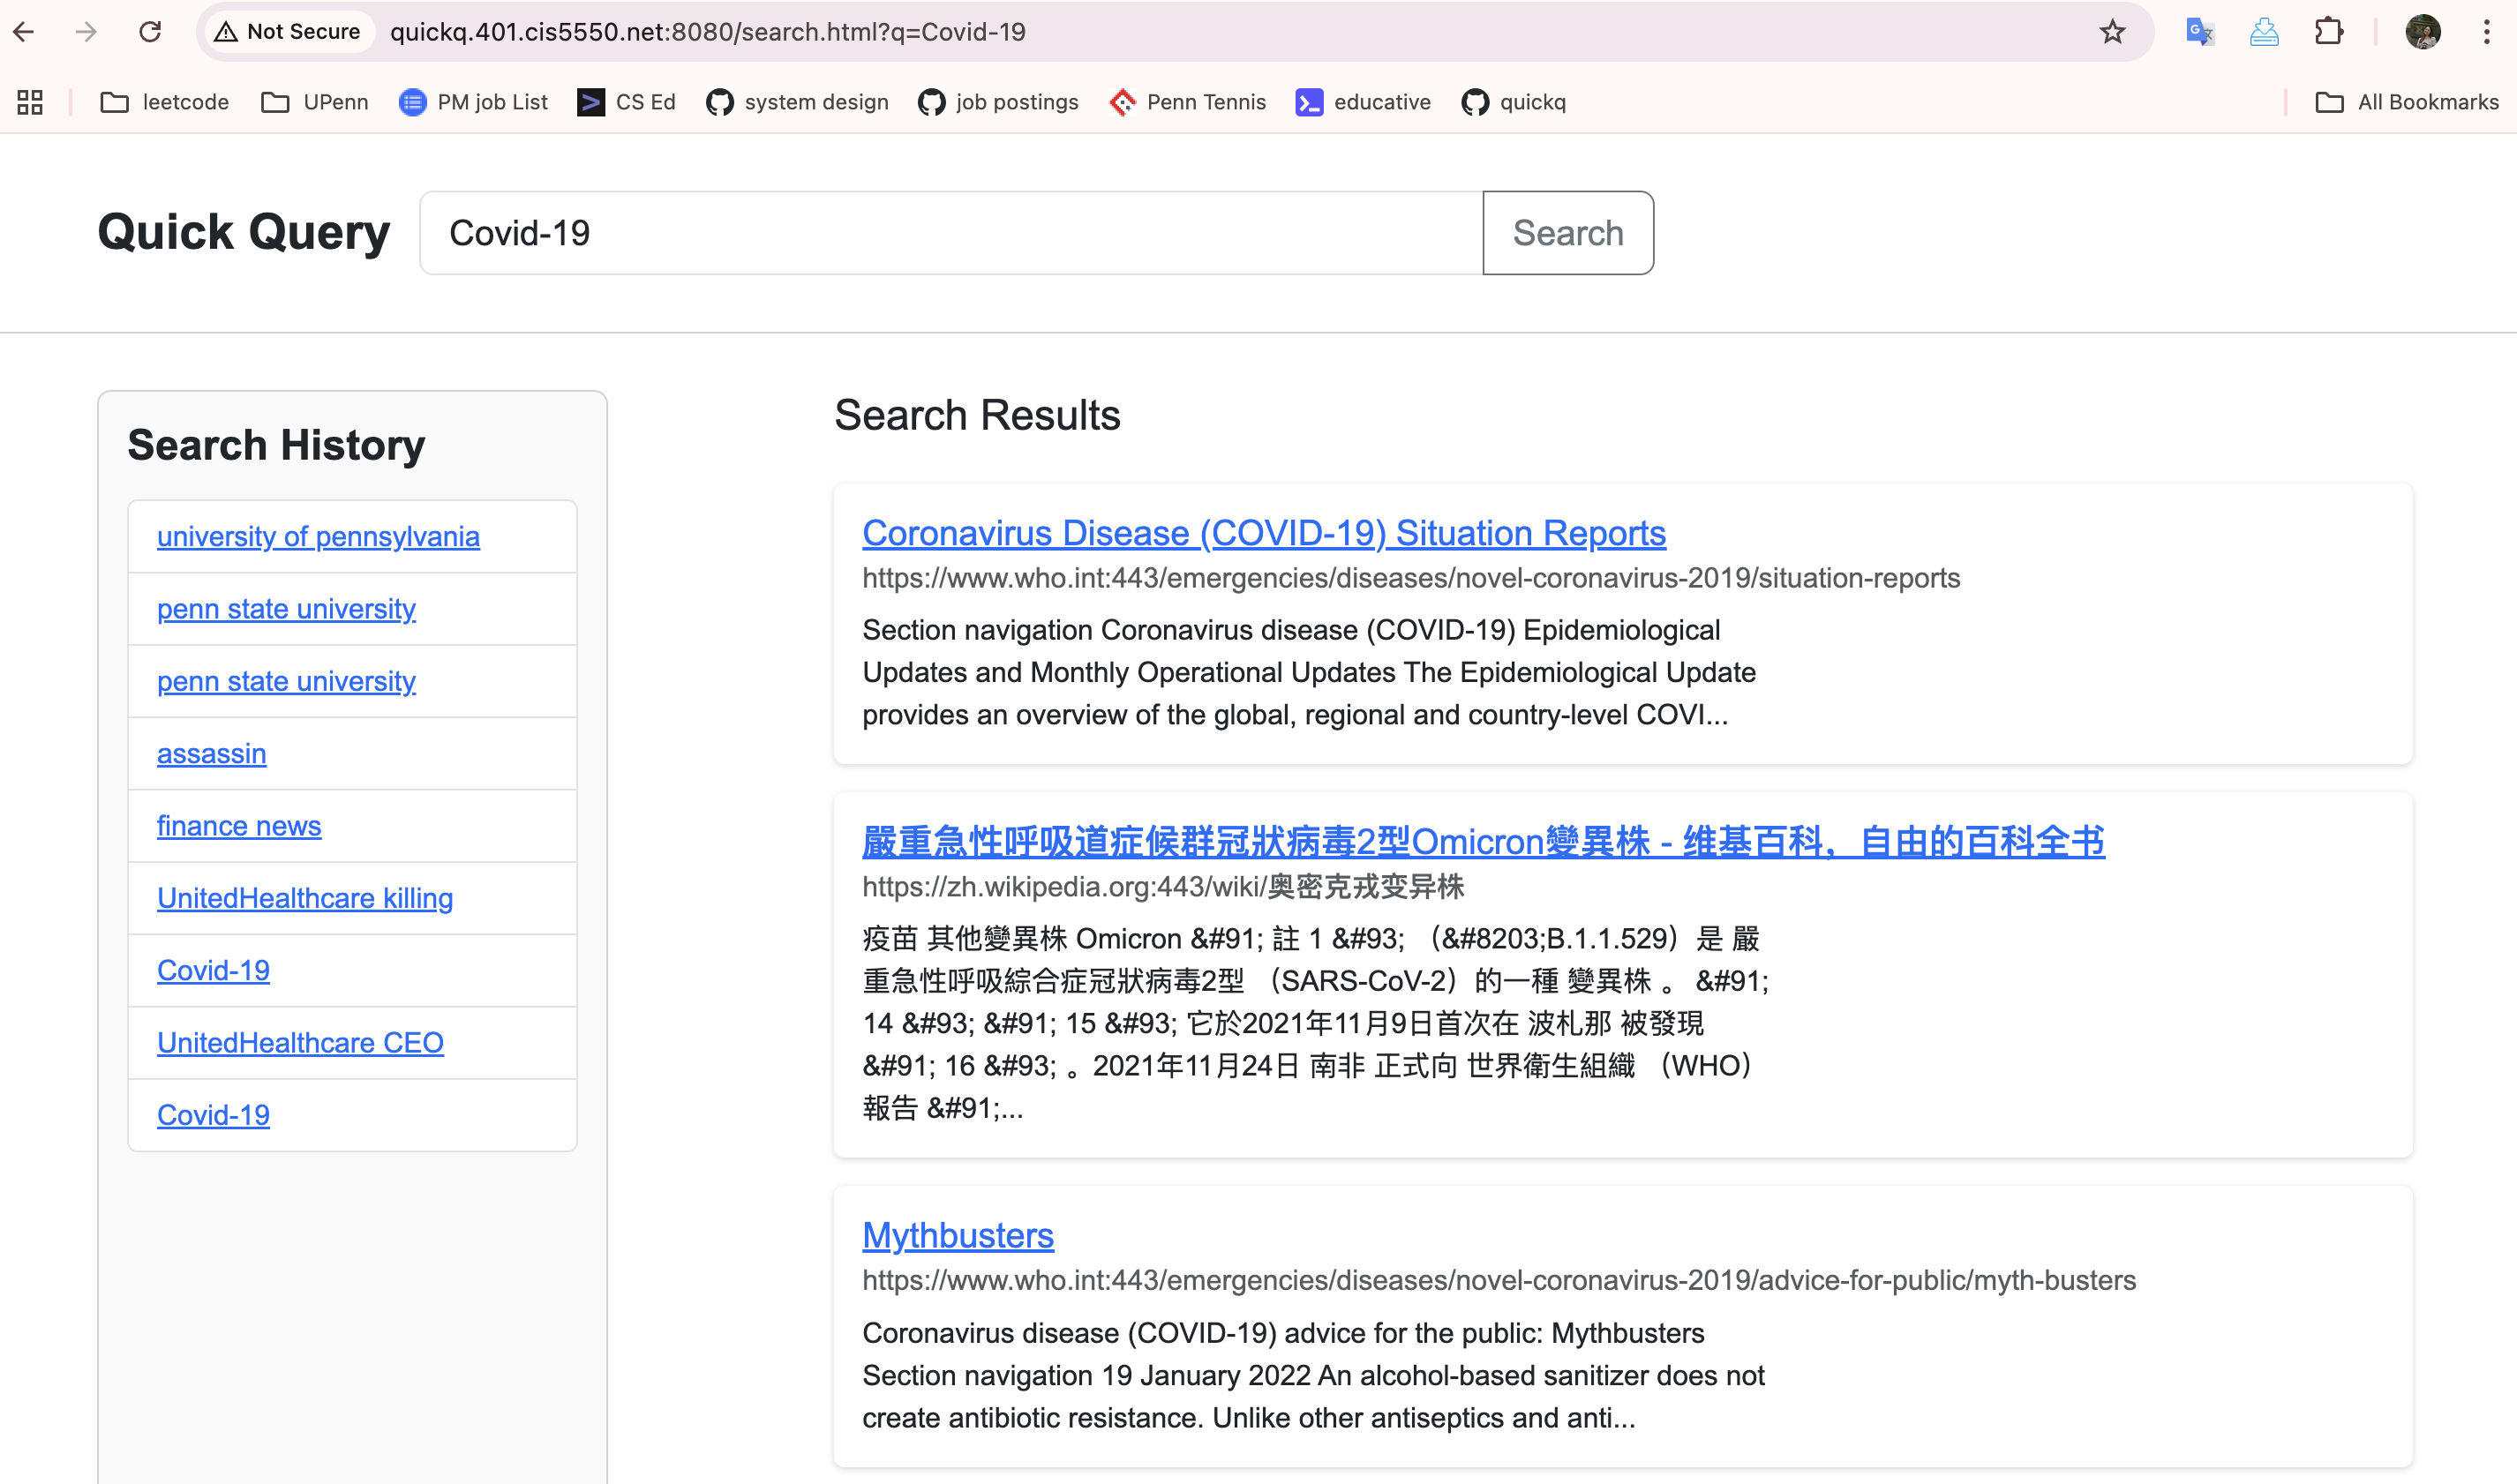 Not Secure
quickq.401.cis5550.net:8080/search.html?q=Covid-19
leetcode
UPenn
PM job List
CS Ed
system design
job postings
Penn Tennis
educative
quickq
All Bookmarks
Quick Query
Covid-19
Search
Search History
university of pennsylvania
penn state university
penn state university
assassin
finance news
UnitedHealthcare killing
Covid-19
UnitedHealthcare CEO
Covid-19
Search Results
Coronavirus Disease (COVID-19) Situation Reports
https://www.who.int:443/emergencies/diseases/novel-coronavirus-2019/situation-reports
Section navigation Coronavirus disease (COVID-19) Epidemiological
Updates and Monthly Operational Updates The Epidemiological Update
provides an overview of the global, regional and country-level COVI...
嚴重急性呼吸道症候群冠狀病毒2型Omicron變異株 - 维基百科，自由的百科全书
https://zh.wikipedia.org:443/wiki/奥密克戎变异株
疫苗 其他變異株 Omicron &#91; 註 1 &#93; （&#8203;B.1.1.529）是 嚴
重急性呼吸綜合症冠狀病毒2型 （SARS-CoV-2）的一種 變異株 。 &#91;
14 &#93; &#91; 15 &#93; 它於2021年11月9日首次在 波札那 被發現
&#91; 16 &#93; 。2021年11月24日 南非 正式向 世界衛生組織 （WHO）
報告 &#91;...
Mythbusters
https://www.who.int:443/emergencies/diseases/novel-coronavirus-2019/advice-for-public/myth-busters
Coronavirus disease (COVID-19) advice for the public: Mythbusters
Section navigation 19 January 2022 An alcohol-based sanitizer does not
create antibiotic resistance. Unlike other antiseptics and anti...